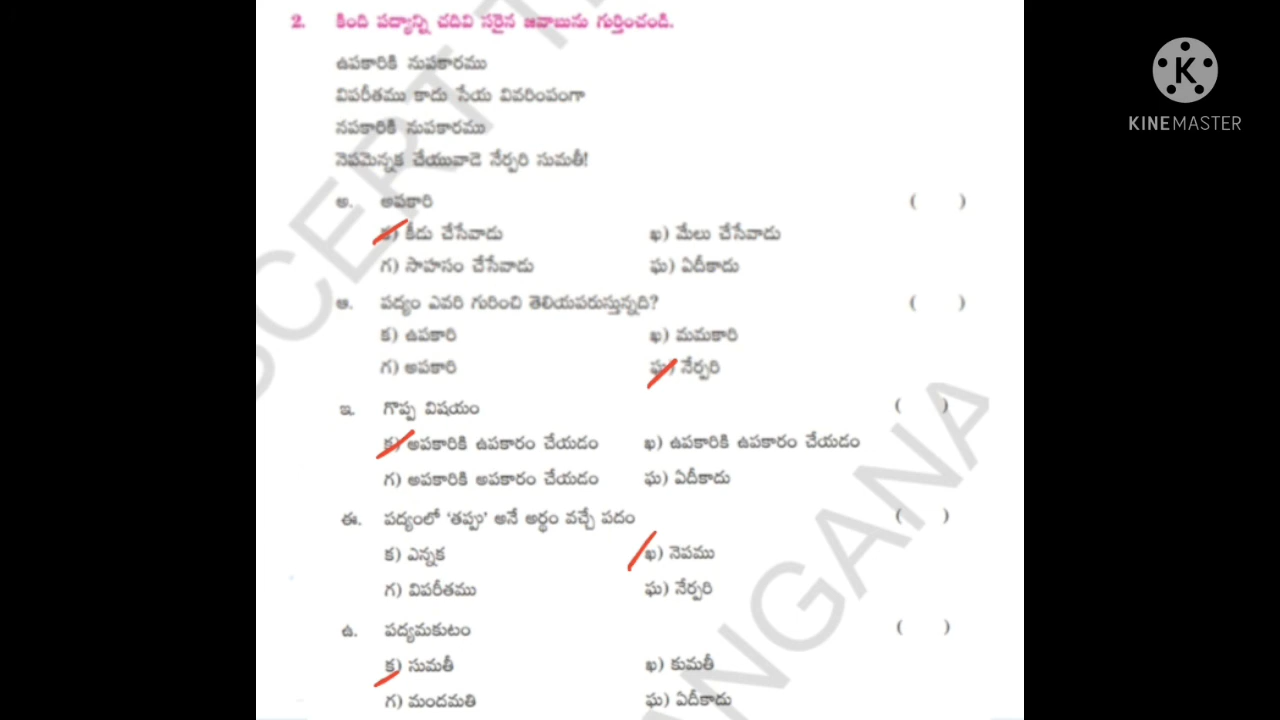 2. కింది పద్యాన్ని చదివి సరైన జవాబును గుర్తించండి.
ఉపకారికి నుపకారము
విపరీతము కాదు సేయ వివరింపంగా
నపకారికి నుపకారము
నెపమెన్నక చేయువాడె నేర్పరి సుమతీ!
అ. అపకారి ( )
క) కీడు చేసేవాడు ఖ) మేలు చేసేవాడు
గ) సాహసం చేసేవాడు ఘ) ఏదీకాదు
ఆ. పద్యం ఎవరి గురించి తెలియపరుస్తున్నది? ( )
క) ఉపకారి ఖ) మమకారి
గ) అపకారి ఘ) నేర్పరి
ఇ. గొప్ప విషయం ( )
క) అపకారికి ఉపకారం చేయడం ఖ) ఉపకారికి ఉపకారం చేయడం
గ) అపకారికి అపకారం చేయడం ఘ) ఏదీకాదు
ఈ. పద్యంలో 'తప్పు' అనే అర్థం వచ్చే పదం ( )
క) ఎన్నక ఖ) నెపము
గ) విపరీతము ఘ) నేర్పరి
ఉ. పద్యమకుటం ( )
క) సుమతీ ఖ) కుమతీ
గ) మందమతి ఘ) ఏదీకాదు
K
KINEMASTER
SCERT T
ANGANA